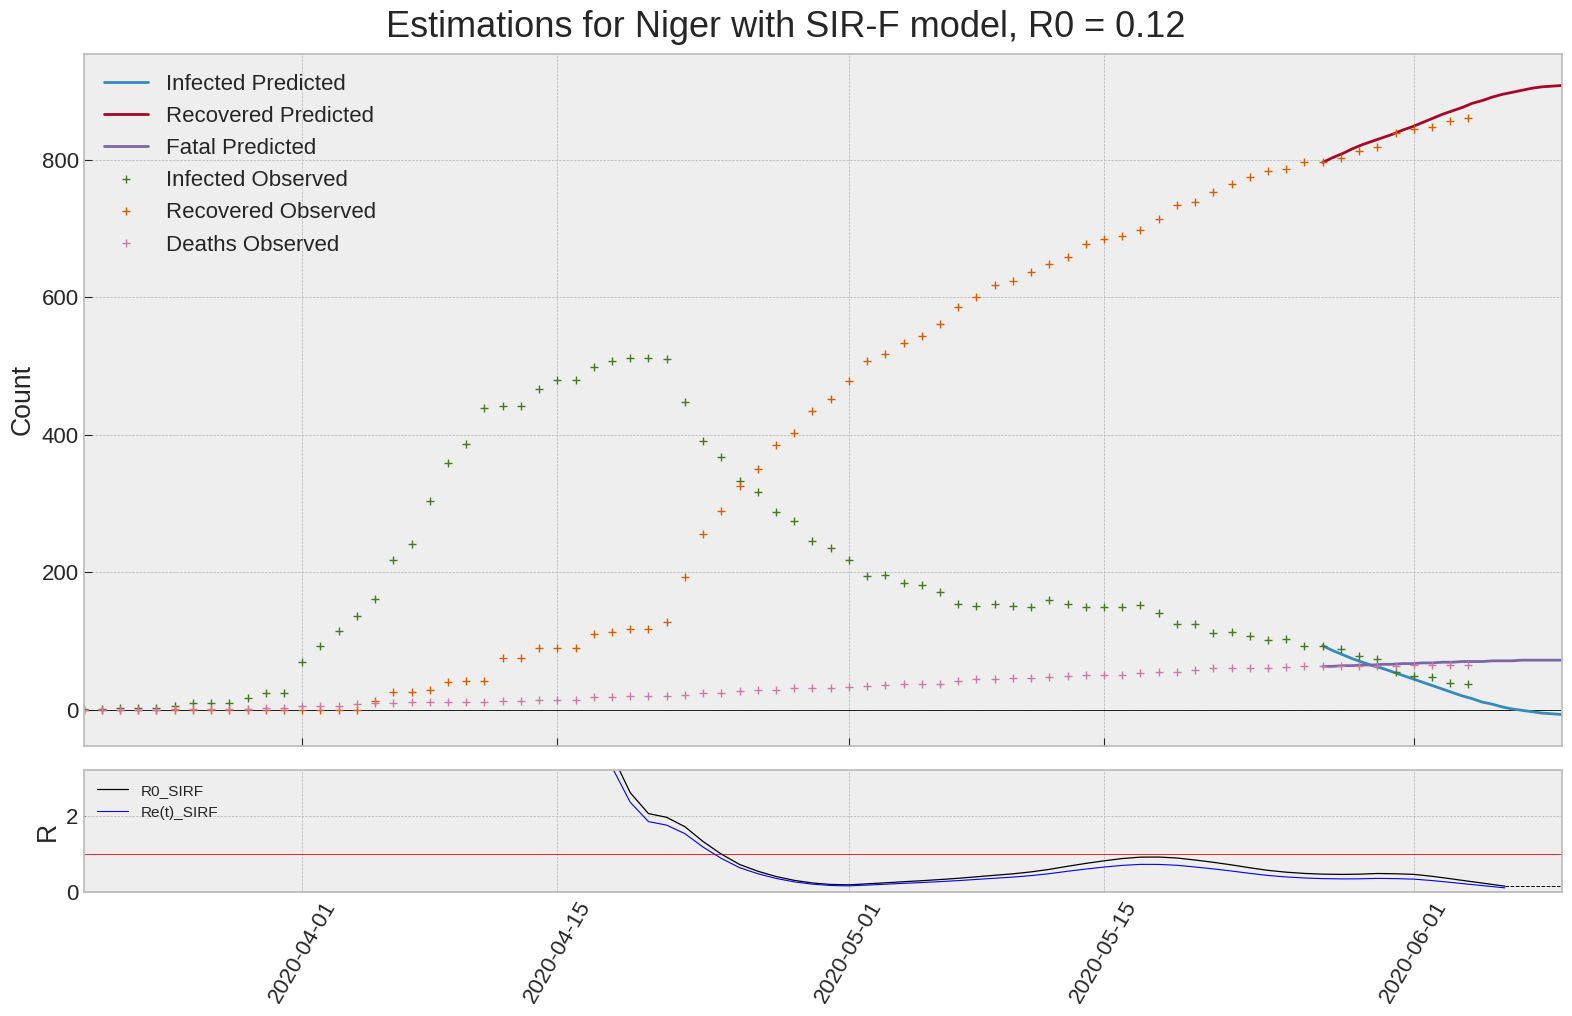 Estimations for Niger with SIR-F model, R0 = 0.12
Infected Predicted
Recovered Predicted
Fatal Predicted
Infected Observed
Recovered Observed
Deaths Observed
Count
800
600
400
200
0
R0_SIRF
Re(t)_SIRF
R
2
0
2020-04-01
2020-04-15
2020-05-01
2020-05-15
2020-06-01